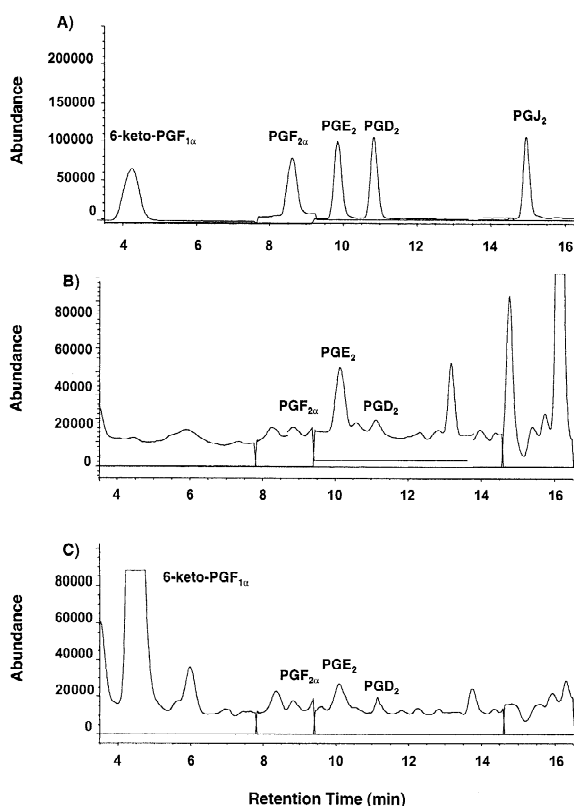 A)
Abundance
200000
150000
100000
50000
0
6-keto-PGF1α
PGF2α
PGE2
PGD2
PGJ2
4 6 8 10 12 14 16
B)
Abundance
80000
60000
40000
20000
0
PGE2
PGF2α
PGD2
4 6 8 10 12 14 16
C)
Abundance
80000
60000
40000
20000
0
6-keto-PGF1α
PGF2α
PGE2
PGD2
4 6 8 10 12 14 16
Retention Time (min)